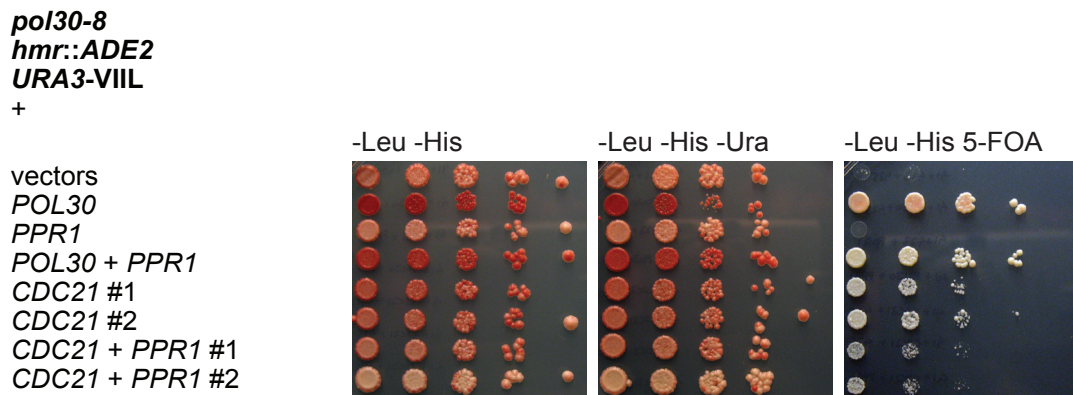 pol30-8
hmr::ADE2
URA3-VIIL
+
-Leu -His
-Leu -His -Ura
-Leu -His 5-FOA
vectors
POL30
PPR1
POL30 + PPR1
CDC21 #1
CDC21 #2
CDC21 + PPR1 #1
CDC21 + PPR1 #2